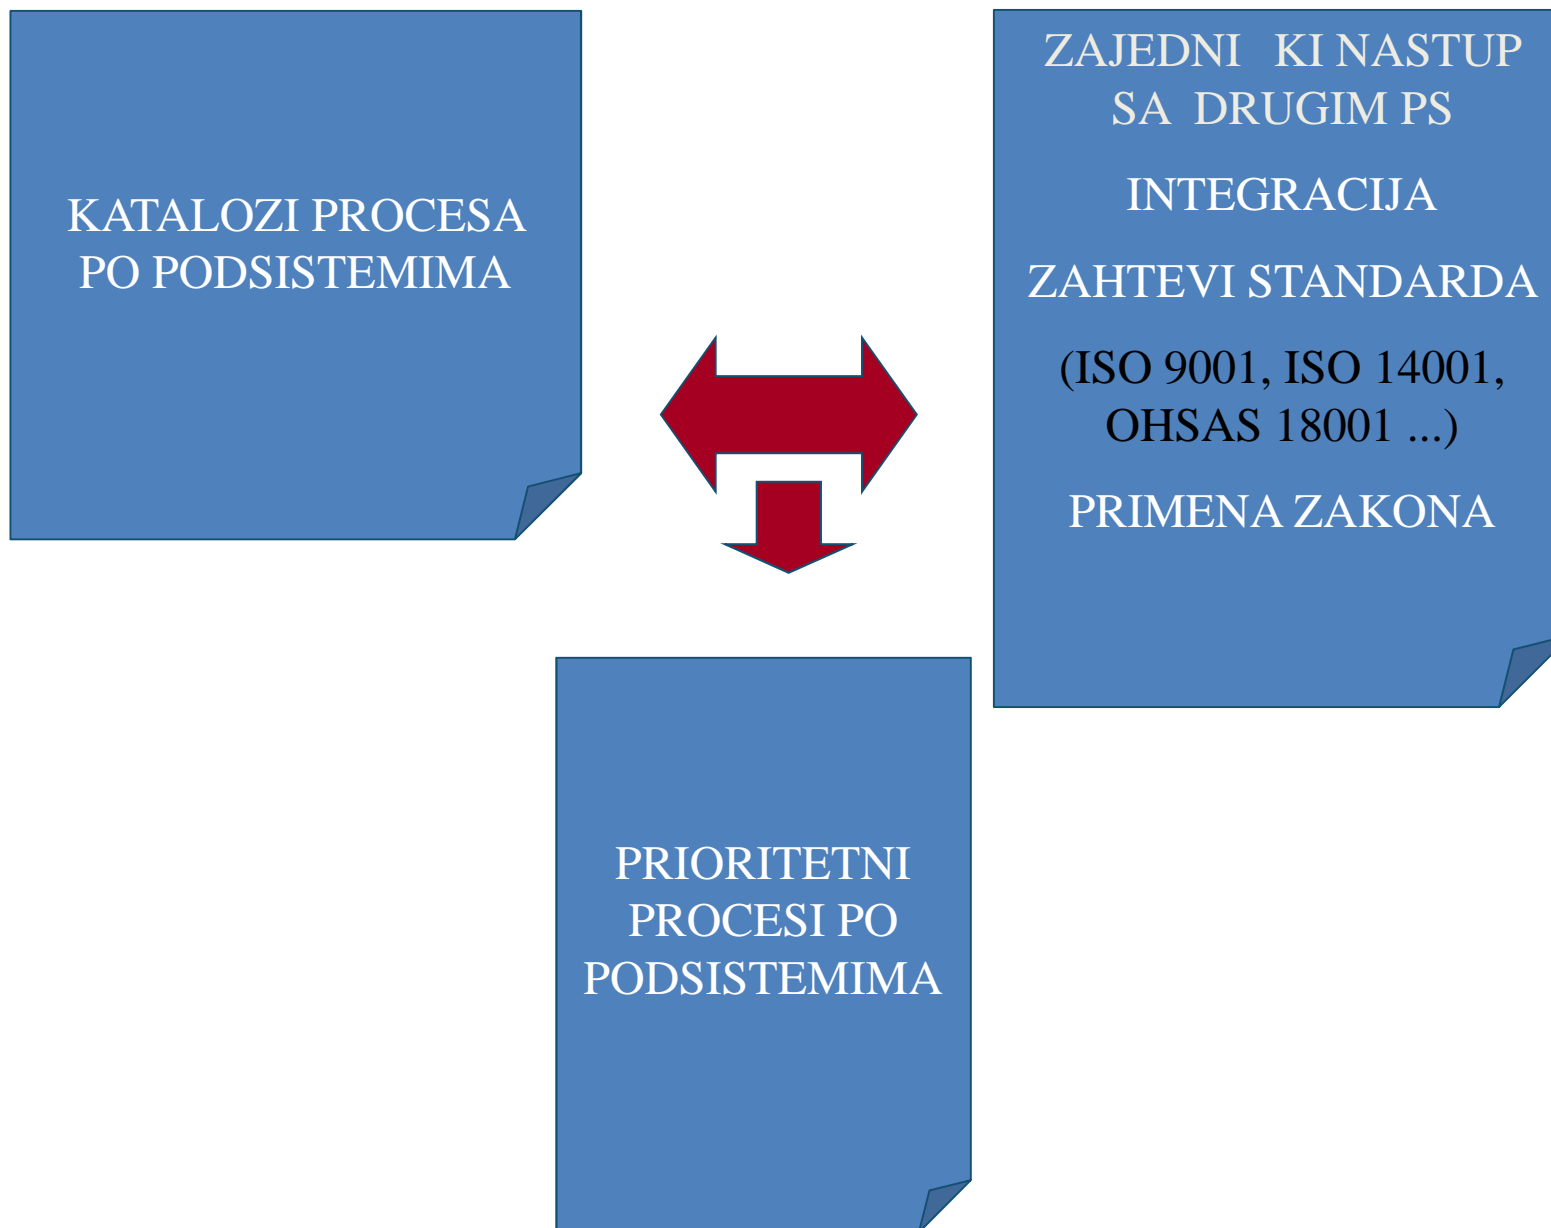 KATALOZI PROCESA
PO PODSISTEMIMA
ZAJEDNI KI NASTUP
SA DRUGIM PS
INTEGRACIJA
ZAHTEVI STANDARDA
(ISO 9001, ISO 14001,
OHSAS 18001 ...)
PRIMENA ZAKONA
PRIORITETNI
PROCESI PO
PODSISTEMIMA